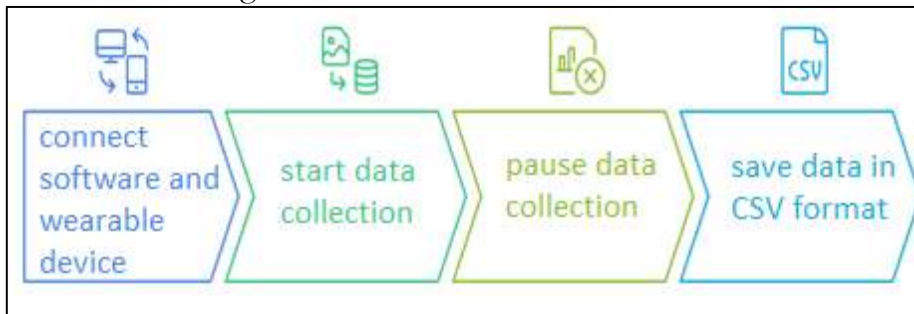 CSV
connect
software and
wearable
device
start data
collection
pause data
collection
save data in
CSV format